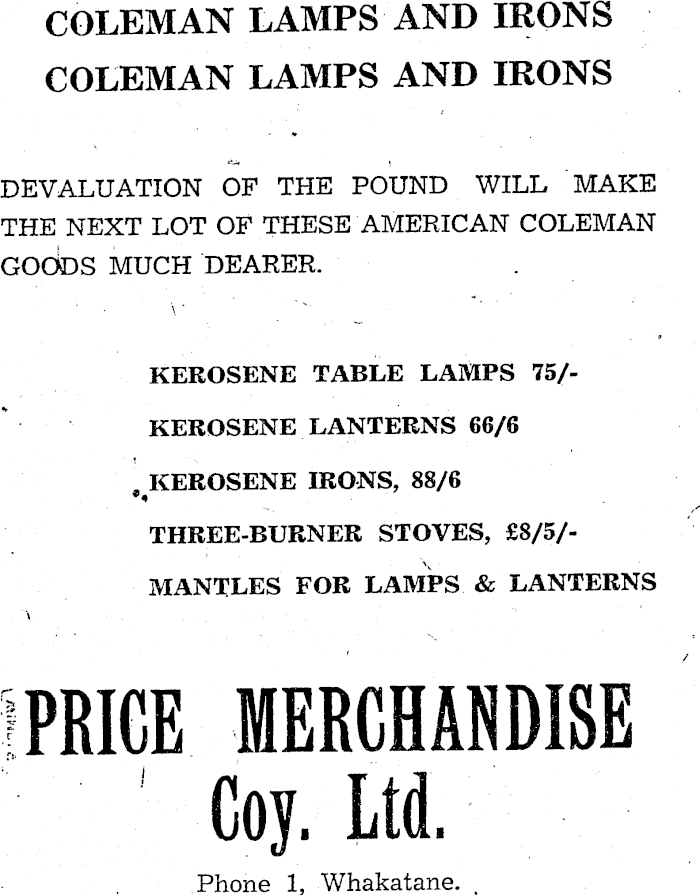 COLEMAN LAMPS AND IRONS
COLEMAN LAMPS AND IRONS
DEVALUATION OF THE POUND WILL MAKE
THE NEXT LOT OF THESE AMERICAN COLEMAN
GOODS MUCH DEARER.
KEROSENE TABLE LAMPS 75/-
KEROSENE LANTERNS 66/6
KEROSENE IRONS, 88/6
THREE-BURNER STOVES, £8/5/-
MANTLES FOR LAMPS & LANTERNS
PRICE MERCHANDISE
Coy. Ltd.
Phone 1, Whakatane.